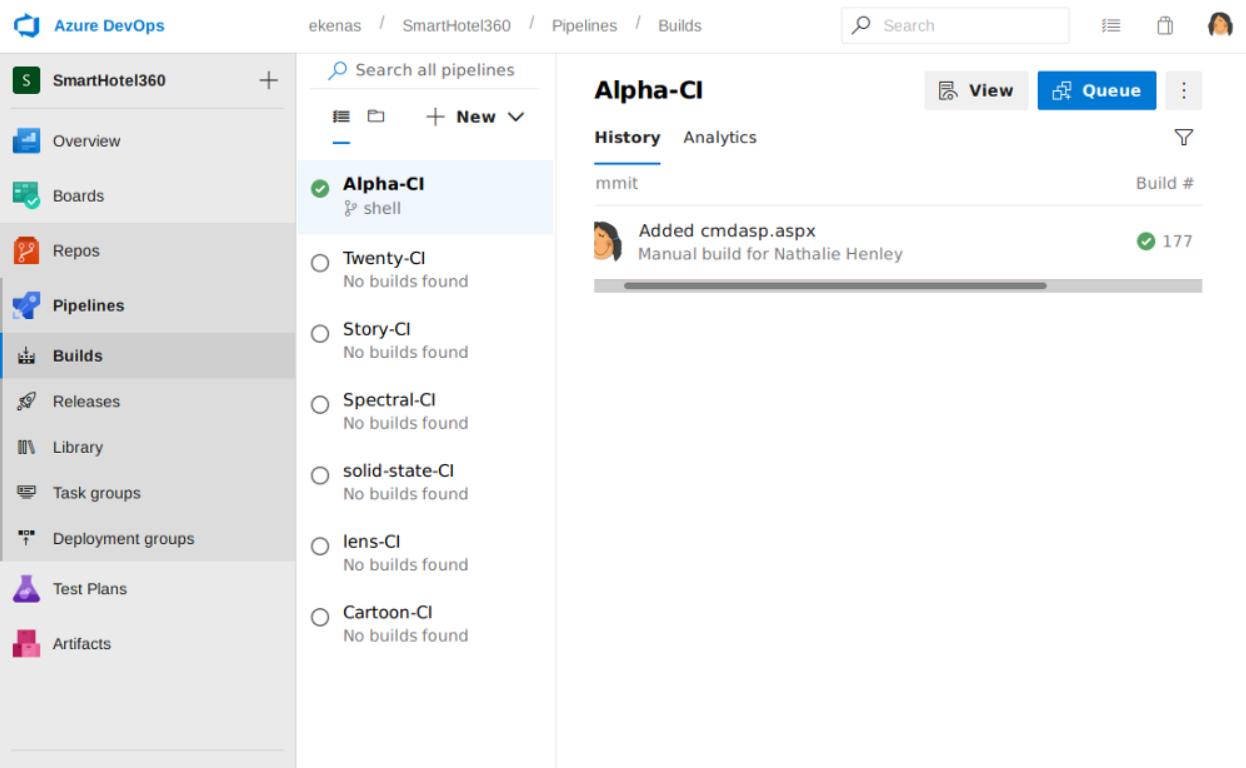 Azure DevOps
ekenas / SmartHotel360 / Pipelines / Builds
Search
S SmartHotel360
Overview
Boards
Repos
Pipelines
Builds
Releases
Library
Task groups
Deployment groups
Test Plans
Artifacts
Search all pipelines
New
Alpha-CI
shell
Twenty-CI
No builds found
Story-CI
No builds found
Spectral-CI
No builds found
solid-state-CI
No builds found
lens-CI
No builds found
Cartoon-CI
No builds found
Alpha-CI
View
Queue
History Analytics
mmit Build #
Added cmdasp.aspx
Manual build for Nathalie Henley
177